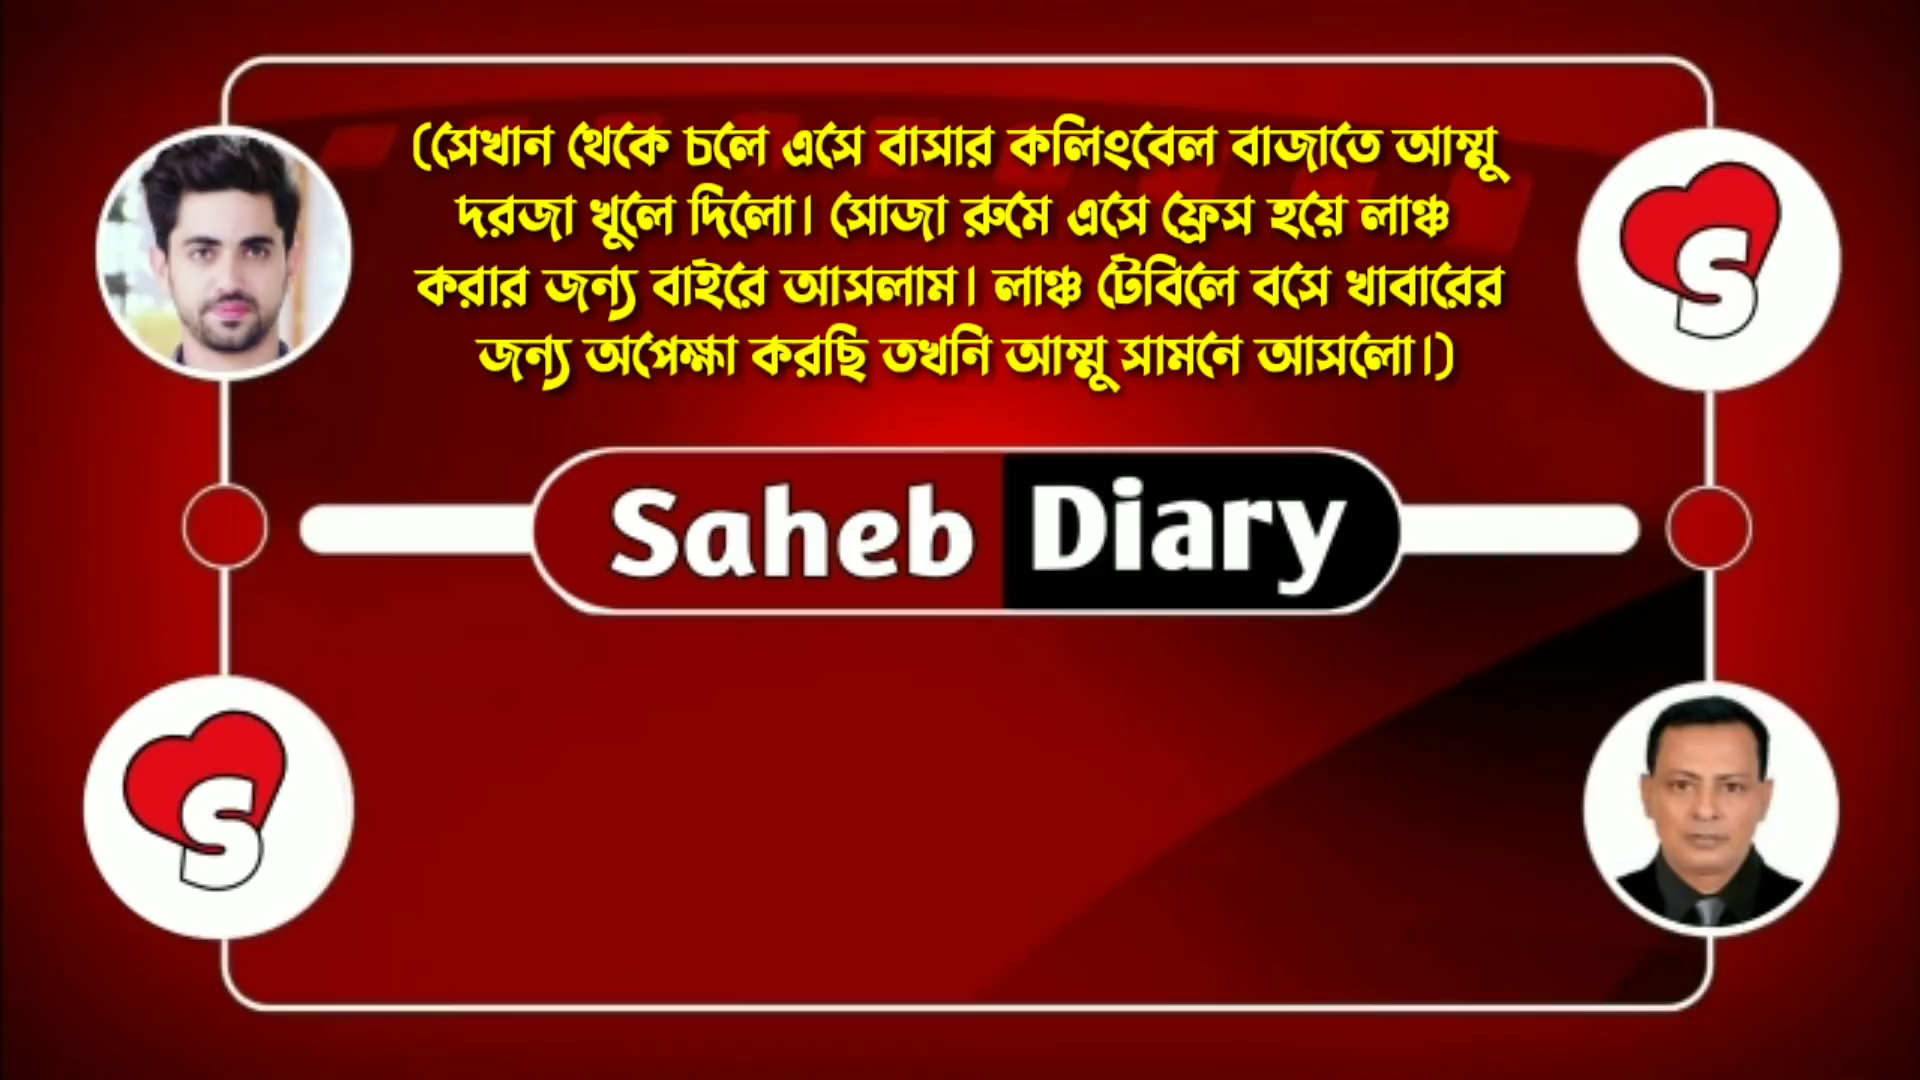 (সেখান থেকে চলে এসে বাসার কলিংবেল বাজাতে আম্মু
দরজা খুলে দিলো। সোজা রুমে এসে ফ্রেস হয়ে লাঞ্চ
করার জন্য বাইরে আসলাম। লাঞ্চ টেবিলে বসে খাবারের
জন্য অপেক্ষা করছি তখনি আম্মু সামনে আসলো।)
S
Saheb Diary
S